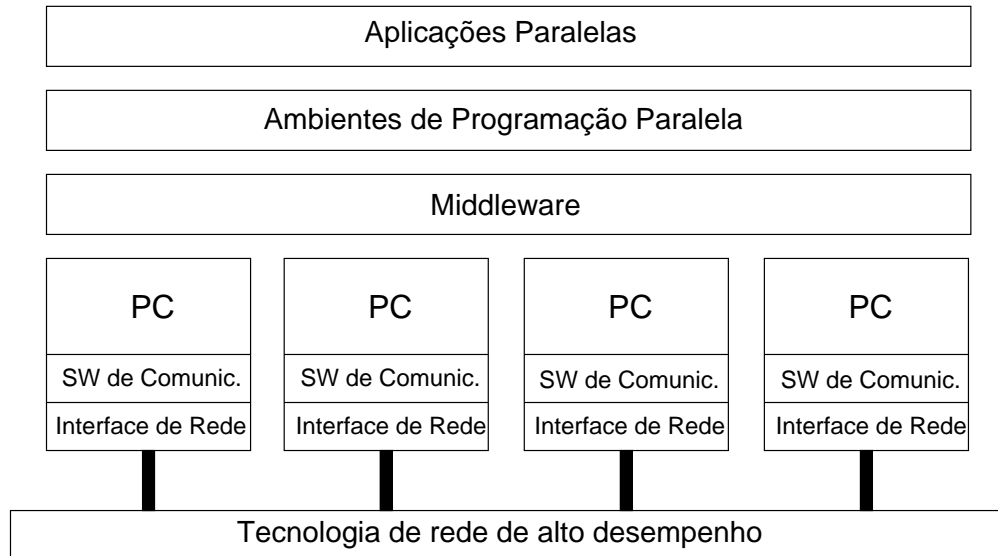 Aplicações Paralelas
Ambientes de Programação Paralela
Middleware
PC
PC
PC
PC
SW de Comunic.
SW de Comunic.
SW de Comunic.
SW de Comunic.
Interface de Rede
Interface de Rede
Interface de Rede
Interface de Rede
Tecnologia de rede de alto desempenho